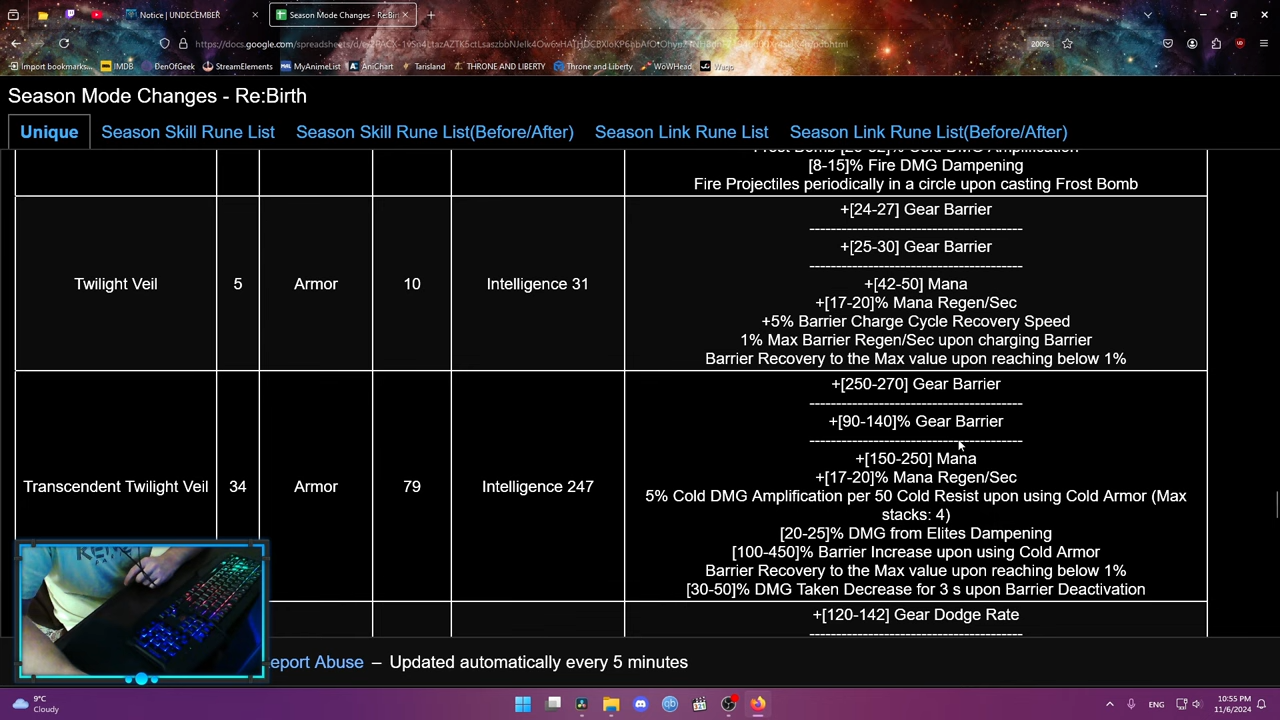 Notice | UNDECEMBER
Season Mode Changes - Re:Birt
200%
Import bookmarks...
IMDB
DenOfGeek
StreamElements
MyAnimeList
AniChart
Tarisland
THRONE AND LIBERTY
Throne and Liberty
WoWHead
Wago
Season Mode Changes - Re:Birth
Unique
Season Skill Rune List
Season Skill Rune List(Before/After)
Season Link Rune List
Season Link Rune List(Before/After)
[8-15]% Fire DMG Dampening
Fire Projectiles periodically in a circle upon casting Frost Bomb
Twilight Veil
5
Armor
10
Intelligence 31
+[24-27] Gear Barrier
----------------------------------------
+[25-30] Gear Barrier
----------------------------------------
+[42-50] Mana
+[17-20]% Mana Regen/Sec
+5% Barrier Charge Cycle Recovery Speed
1% Max Barrier Regen/Sec upon charging Barrier
Barrier Recovery to the Max value upon reaching below 1%
Transcendent Twilight Veil
34
Armor
79
Intelligence 247
+[250-270] Gear Barrier
----------------------------------------
+[90-140]% Gear Barrier
----------------------------------------
+[150-250] Mana
+[17-20]% Mana Regen/Sec
5% Cold DMG Amplification per 50 Cold Resist upon using Cold Armor (Max
stacks: 4)
[20-25]% DMG from Elites Dampening
[100-450]% Barrier Increase upon using Cold Armor
Barrier Recovery to the Max value upon reaching below 1%
[30-50]% DMG Taken Decrease for 3 s upon Barrier Deactivation
+[120-142] Gear Dodge Rate
----------------------------------------
eport Abuse – Updated automatically every 5 minutes
9°C
Cloudy
ENG
10:55 PM
11/6/2024